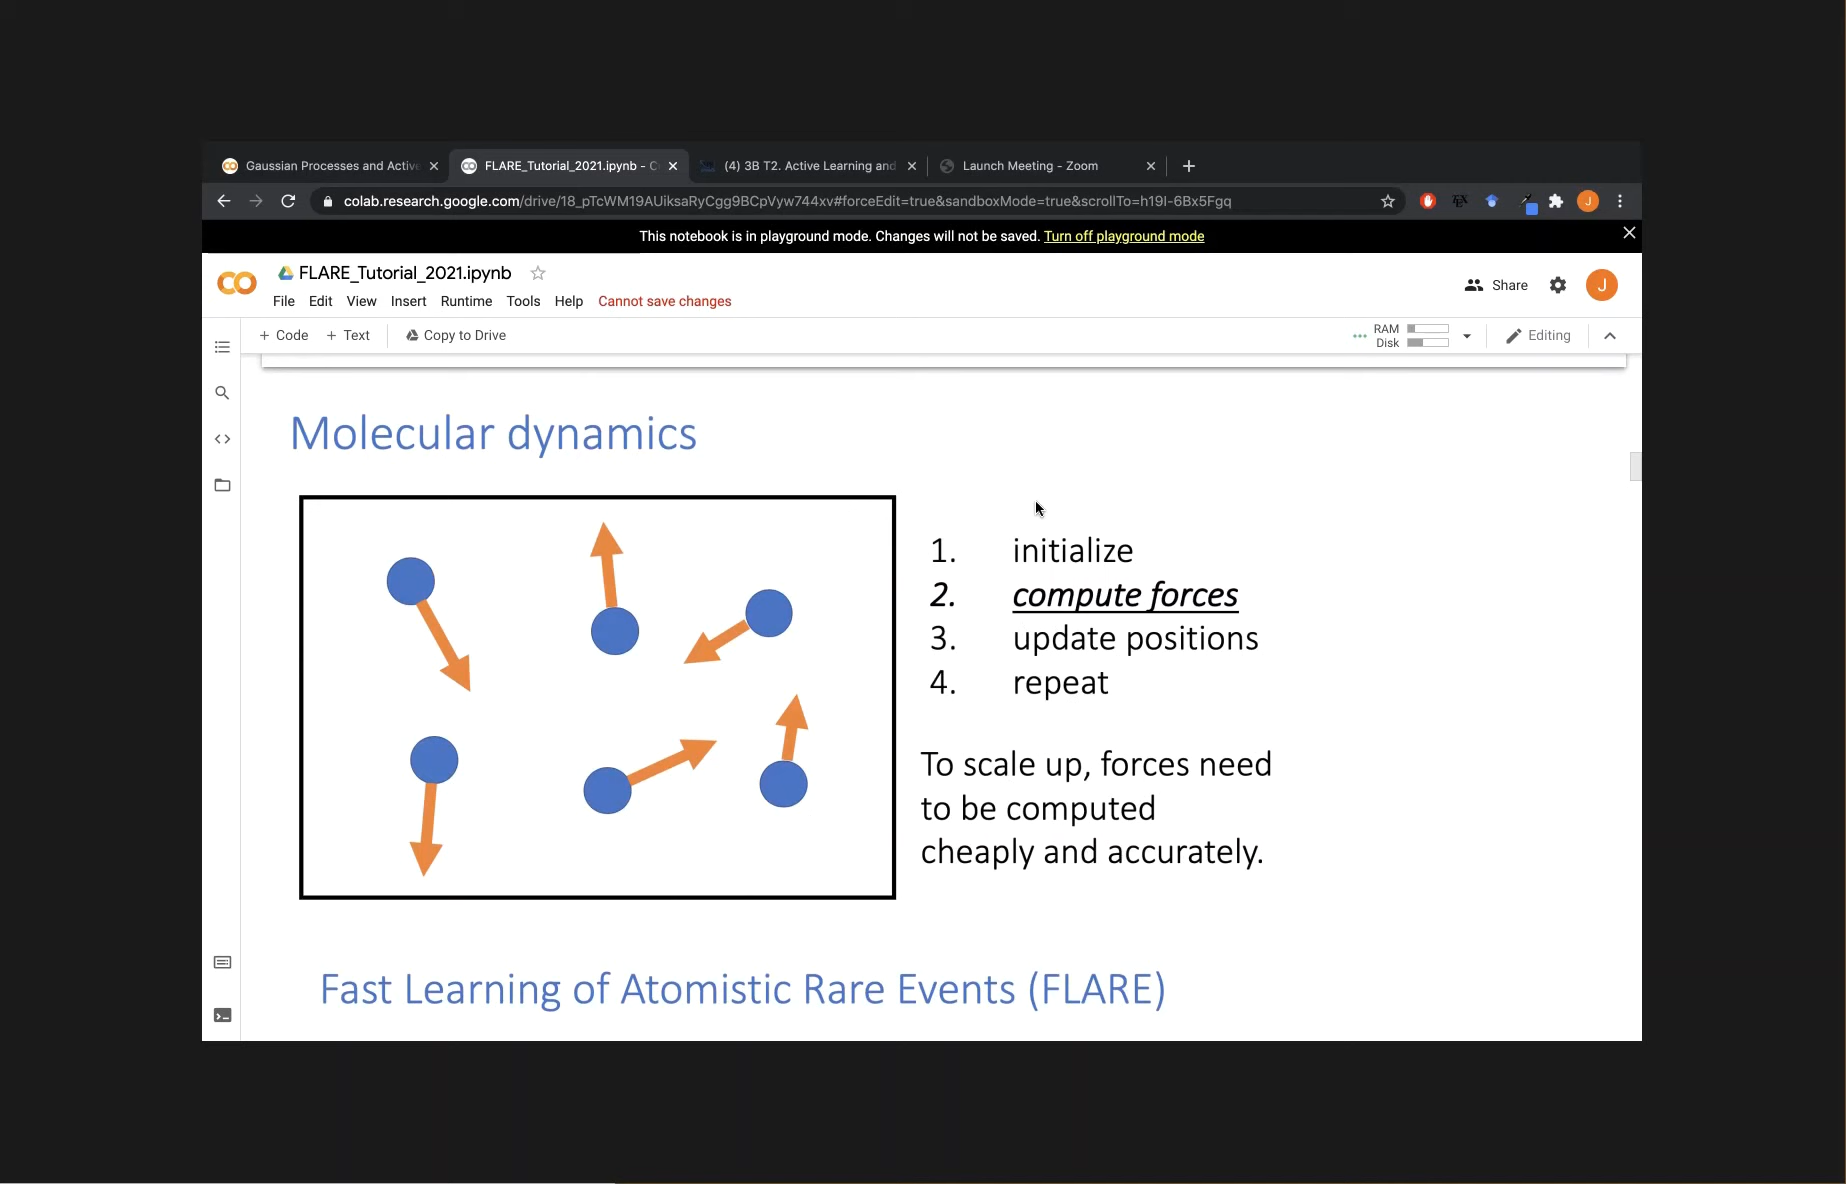 Gaussian Processes and Active
FLARE_Tutorial_2021.ipynb - C
(4) 3B T2. Active Learning and
Launch Meeting - Zoom
colab.research.google.com/drive/18_pTcWM19AUiksaRyCgg9BCpVyw744xv#forceEdit=true&sandboxMode=true&scrollTo=h19I-6Bx5Fgq
J
This notebook is in playground mode. Changes will not be saved. Turn off playground mode
FLARE_Tutorial_2021.ipynb
File Edit View Insert Runtime Tools Help Cannot save changes
Share
J
+ Code + Text Copy to Drive
RAM
Disk
Editing
Molecular dynamics
1. initialize
2. compute forces
3. update positions
4. repeat
To scale up, forces need
to be computed
cheaply and accurately.
Fast Learning of Atomistic Rare Events (FLARE)